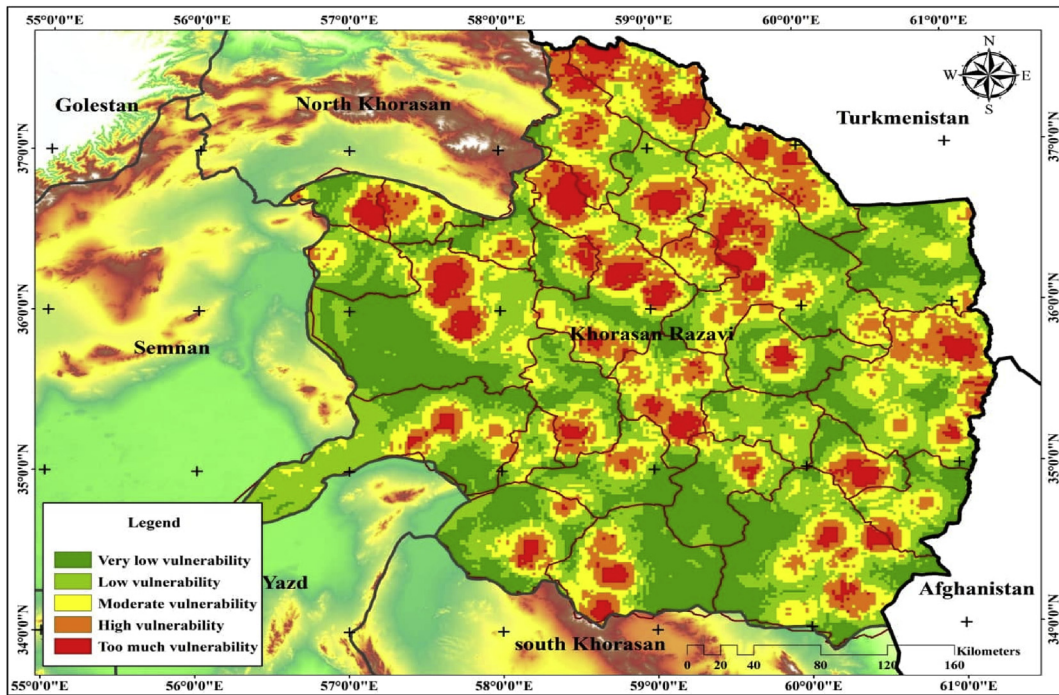 55°0'0"E 56°0'0"E 57°0'0"E 58°0'0"E 59°0'0"E 60°0'0"E 61°0'0"E
N
W E
S
Golestan
North Khorasan
Turkmenistan
37°0'0"N
37°0'0"N
36°0'0"N
36°0'0"N
Khorasan Razavi
Semnan
35°0'0"N
35°0'0"N
Legend
Very low vulnerability
Low vulnerability
Moderate vulnerability
High vulnerability
Too much vulnerability
Yazd
Afghanistan
34°0'0"N
34°0'0"N
south Khorasan
Kilometers
0 20 40 80 120 160
55°0'0"E 56°0'0"E 57°0'0"E 58°0'0"E 59°0'0"E 60°0'0"E 61°0'0"E